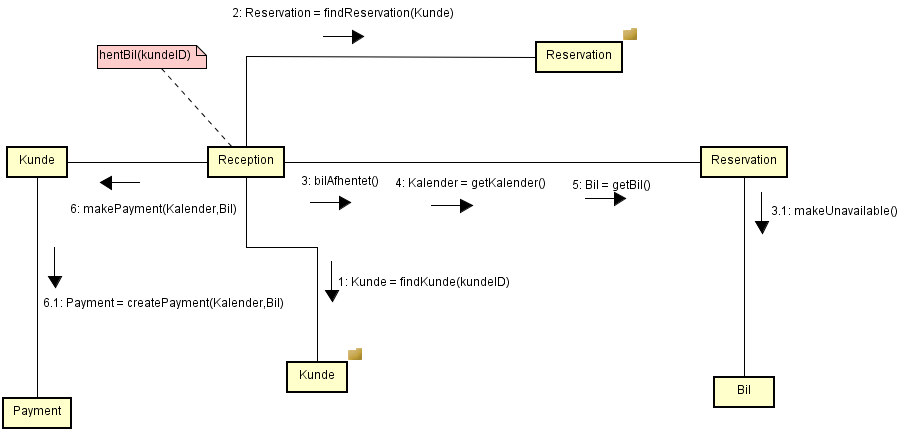 2: Reservation = findReservation(Kunde)
hentBil(kundeID)
Reservation
Kunde
Reception
Reservation
3: bilAfhentet()
4: Kalender = getKalender()
5: Bil = getBil()
6: makePayment(Kalender,Bil)
3.1: makeUnavailable()
1: Kunde = findKunde(kundeID)
6.1: Payment = createPayment(Kalender,Bil)
Kunde
Bil
Payment